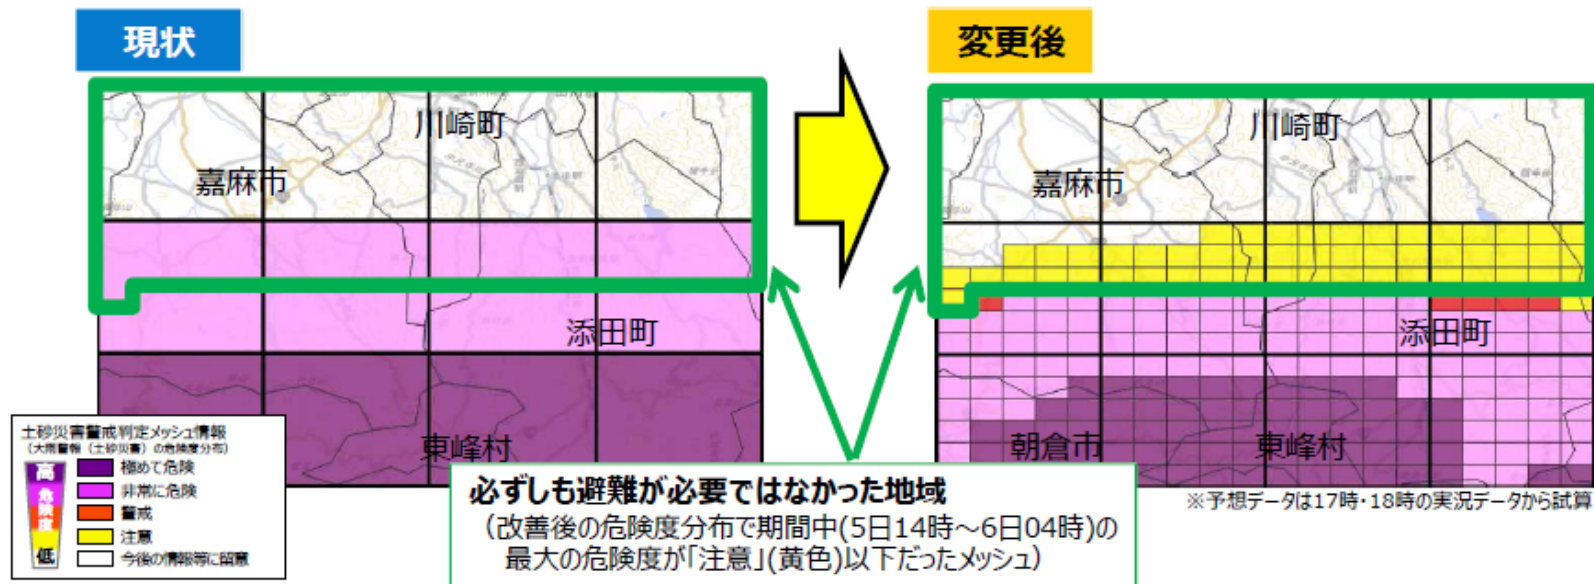 現状
変更後
川崎町
嘉麻市
添田町
東峰村
川崎町
嘉麻市
添田町
朝倉市
東峰村
土砂災害警戒判定メッシュ情報
（大雨警報（土砂災害）の危険度分布）
高
危険度
低
極めて危険
非常に危険
警戒
注意
今後の情報等に留意
必ずしも避難が必要ではなかった地域
（改善後の危険度分布で期間中(5日14時～6日04時)の
最大の危険度が「注意」(黄色)以下だったメッシュ）
※予想データは17時・18時の実況データから試算